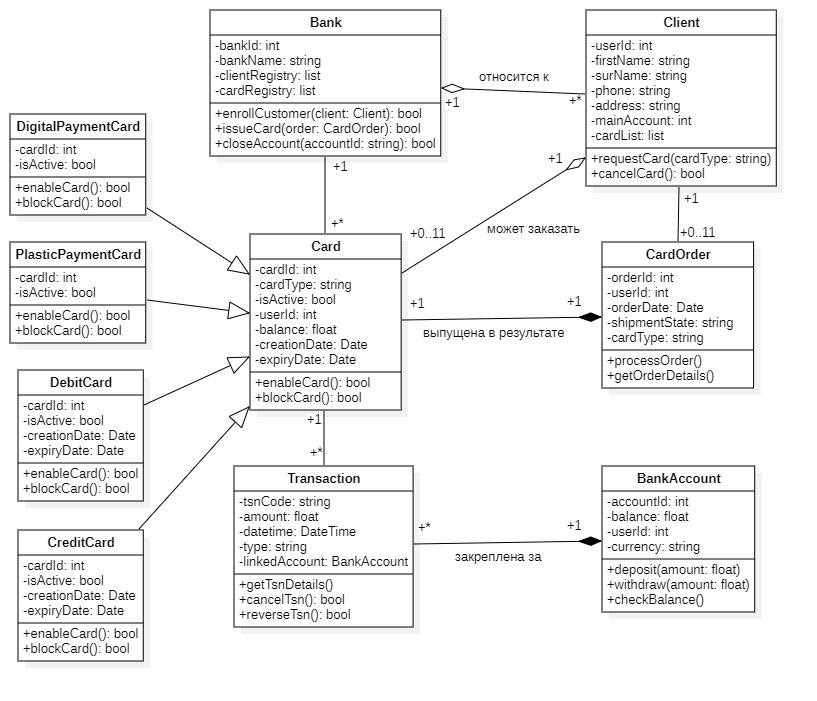 Bank
-bankId: int
-bankName: string
-clientRegistry: list
-cardRegistry: list
+enrollCustomer(client: Client): bool
+issueCard(order: CardOrder): bool
+closeAccount(accountId: string): bool
относится к
+1
+*
Client
-userId: int
-firstName: string
-surName: string
-phone: string
-address: string
-mainAccount: int
-cardList: list
+requestCard(cardType: string)
+cancelCard(): bool
DigitalPaymentCard
-cardId: int
-isActive: bool
+enableCard(): bool
+blockCard(): bool
+1
+*
+1
+0..11
может заказать
+1
+0..11
PlasticPaymentCard
-cardId: int
-isActive: bool
+enableCard(): bool
+blockCard(): bool
Card
-cardId: int
-cardType: string
-isActive: bool
-userId: int
-balance: float
-creationDate: Date
-expiryDate: Date
+enableCard(): bool
+blockCard(): bool
+1
+1
выпущена в результате
CardOrder
-orderId: int
-userId: int
-orderDate: Date
-shipmentState: string
-cardType: string
+processOrder()
+getOrderDetails()
DebitCard
-cardId: int
-isActive: bool
-creationDate: Date
-expiryDate: Date
+enableCard(): bool
+blockCard(): bool
+1
+*
CreditCard
-cardId: int
-isActive: bool
-creationDate: Date
-expiryDate: Date
+enableCard(): bool
+blockCard(): bool
Transaction
-tsnCode: string
-amount: float
-datetime: DateTime
-type: string
-linkedAccount: BankAccount
+getTsnDetails()
+cancelTsn(): bool
+reverseTsn(): bool
+*
+1
закреплена за
BankAccount
-accountId: int
-balance: float
-userId: int
-currency: string
+deposit(amount: float)
+withdraw(amount: float)
+checkBalance()